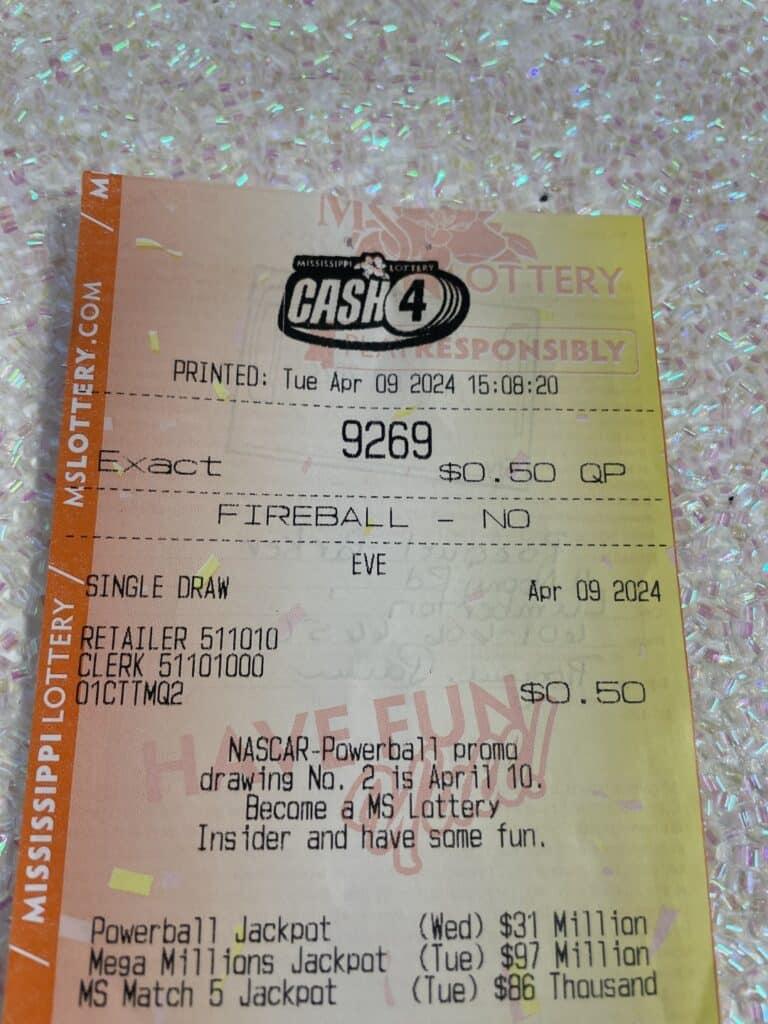 MS LOTTERY
MISSISSIPPI LOTTERY
CASH 4
PLAY RESPONSIBLY
PRINTED: Tue Apr 09 2024 15:08:20
9269
Exact $0.50 QP
FIREBALL - NO
EVE
SINGLE DRAW Apr 09 2024
RETAILER 511010
CLERK 51101000
01CTTMQ2 $0.50
HAVE FUN
NASCAR-Powerball promo
drawing No. 2 is April 10.
Become a MS Lottery
Insider and have some fun.
Powerball Jackpot (Wed) $31 Million
Mega Millions Jackpot (Tue) $97 Million
MS Match 5 Jackpot (Tue) $86 Thousand
/ MISSISSIPPI LOTTERY / MSLOTTERY.COM / M